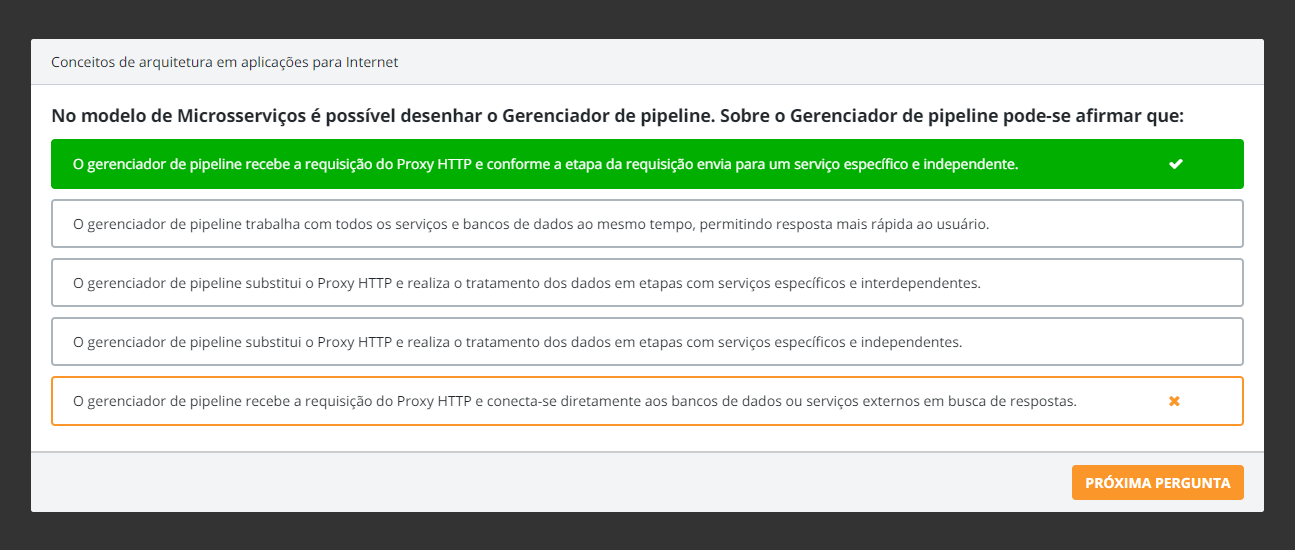 Conceitos de arquitetura em aplicações para Internet
No modelo de Microsserviços é possível desenhar o Gerenciador de pipeline. Sobre o Gerenciador de pipeline pode-se afirmar que:
O gerenciador de pipeline recebe a requisição do Proxy HTTP e conforme a etapa da requisição envia para um serviço específico e independente.
O gerenciador de pipeline trabalha com todos os serviços e bancos de dados ao mesmo tempo, permitindo resposta mais rápida ao usuário.
O gerenciador de pipeline substitui o Proxy HTTP e realiza o tratamento dos dados em etapas com serviços específicos e interdependentes.
O gerenciador de pipeline substitui o Proxy HTTP e realiza o tratamento dos dados em etapas com serviços específicos e independentes.
O gerenciador de pipeline recebe a requisição do Proxy HTTP e conecta-se diretamente aos bancos de dados ou serviços externos em busca de respostas.
PRÓXIMA PERGUNTA